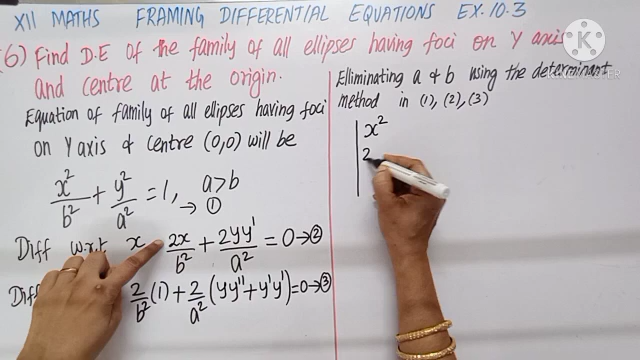 XII MATHS FRAMING DIFFERENTIAL EQUATIONS EX.10.3
(6) Find D.E of the family of all ellipses having foci on Y axis
and centre at the origin.
Equation of family of all ellipses having foci
on Y axis & centre (0,0) will be
x²/b² + y²/a² = 1, a>b → ①
Diff w.r.t x 2x/b² + 2yy'/a² = 0 → ②
2/b² (1) + 2/a² (yy'' + y'y') = 0 → ③
Elliminating a & b using the determinant
method in (1), (2), (3)
| x²
2
KINEMASTER